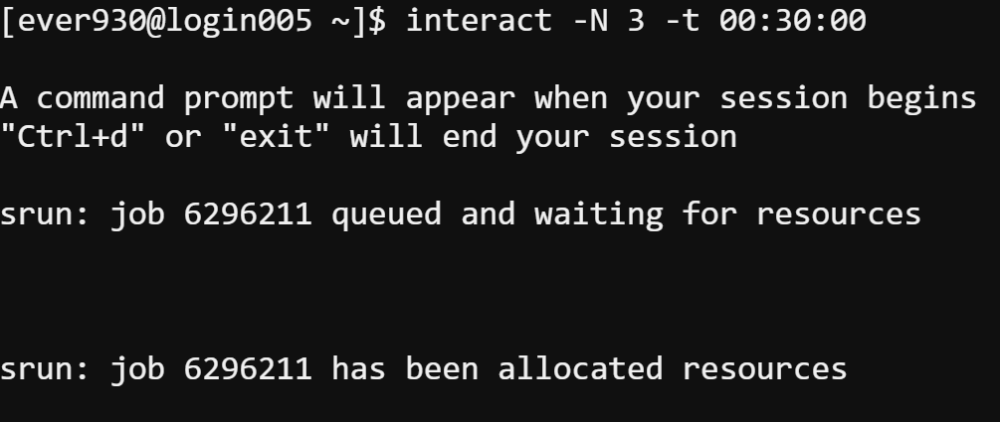 [ever930@login005 ~]$ interact -N 3 -t 00:30:00
A command prompt will appear when your session begins
"Ctrl+d" or "exit" will end your session
srun: job 6296211 queued and waiting for resources
srun: job 6296211 has been allocated resources